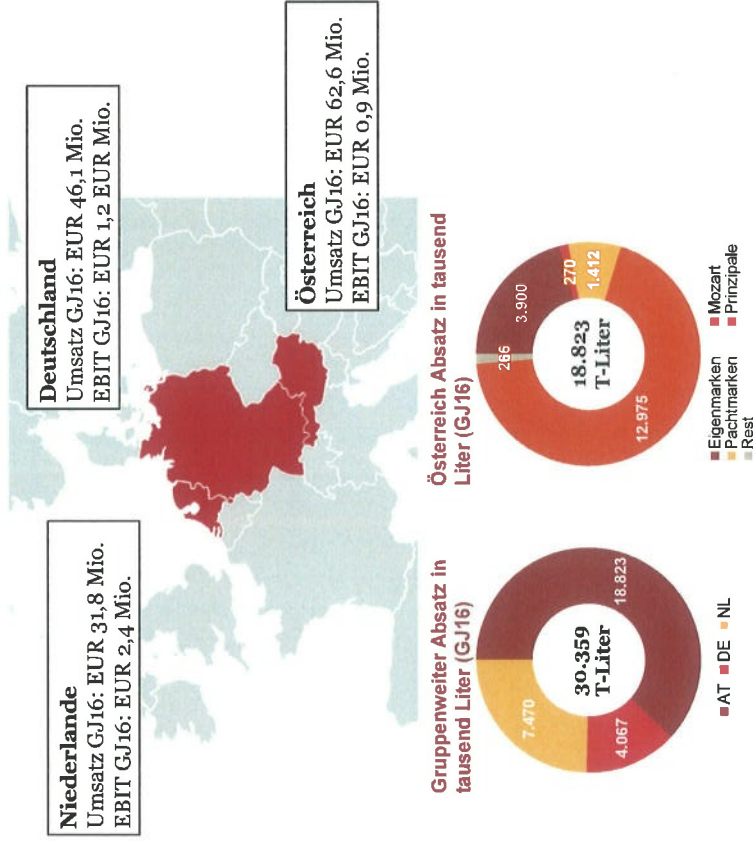 Niederlande
Umsatz GJ16: EUR 31,8 Mio.
EBIT GJ16: EUR 2,4 Mio.
Deutschland
Umsatz GJ16: EUR 46,1 Mio.
EBIT GJ16: EUR 1,2 EUR Mio.
Österreich
Umsatz GJ16: EUR 62,6 Mio.
EBIT GJ16: EUR 0,9 Mio.
Gruppenweiter Absatz in
tausend Liter (GJ16)
7.470
30.359
T-Liter
4.067
18.823
AT DE NL
Österreich Absatz in tausend
Liter (GJ16)
266
3.900
270
1.412
18.823
T-Liter
12.975
Eigenmarken Mozart
Pachtmarken Prinzipale
Rest